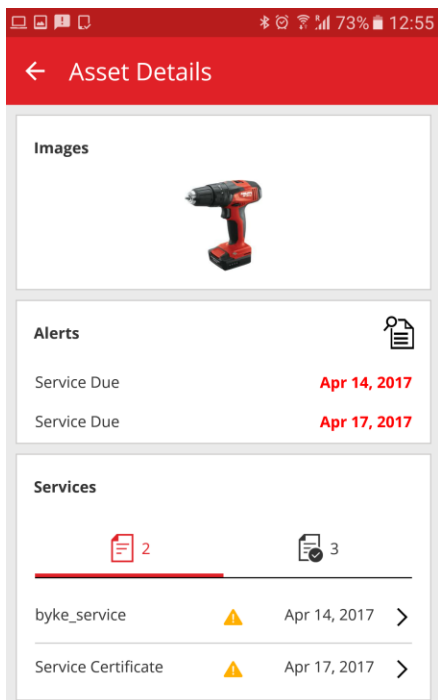 73% 12:55
Asset Details
Images
Alerts
Service Due Apr 14, 2017
Service Due Apr 17, 2017
Services
2 3
byke_service Apr 14, 2017
Service Certificate Apr 17, 2017